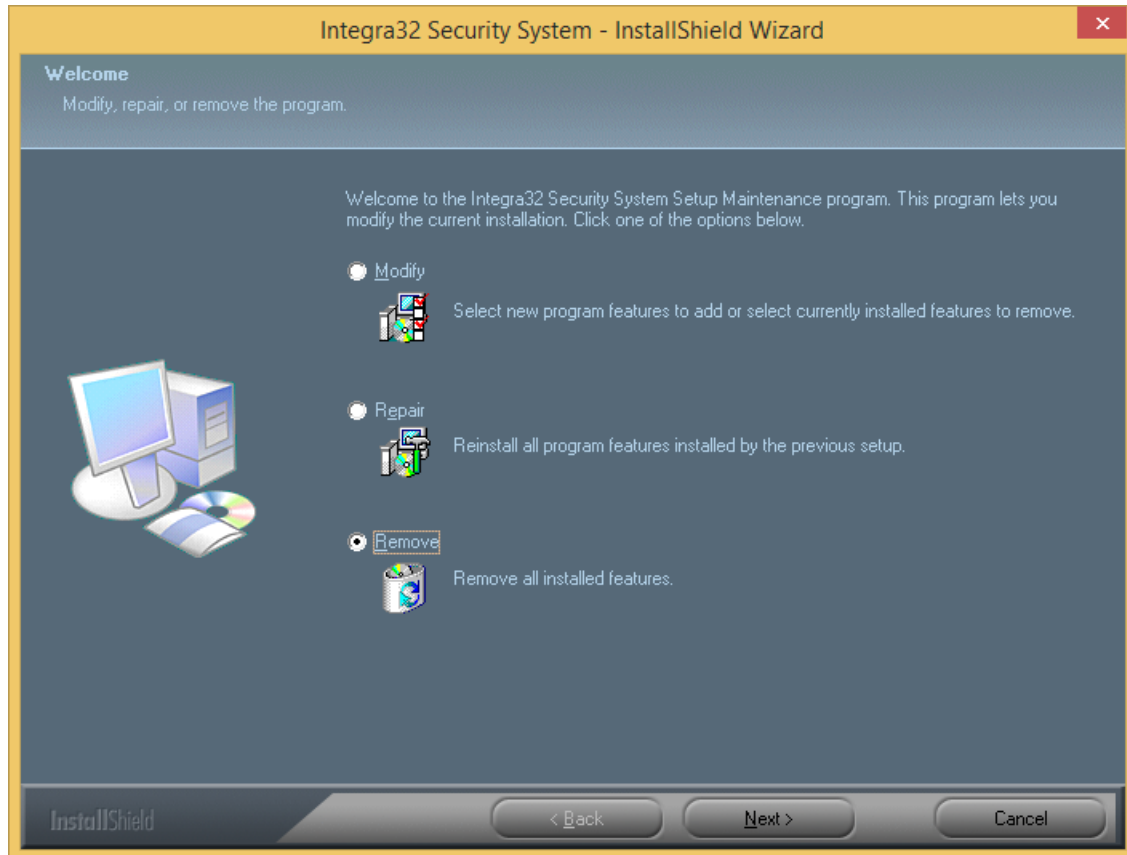 Integra32 Security System - InstallShield Wizard
Welcome
Modify, repair, or remove the program.
Welcome to the Integra32 Security System Setup Maintenance program. This program lets you
modify the current installation. Click one of the options below.
Modify
Select new program features to add or select currently installed features to remove.
Repair
Reinstall all program features installed by the previous setup.
Remove
Remove all installed features.
InstallShield
< Back
Next >
Cancel